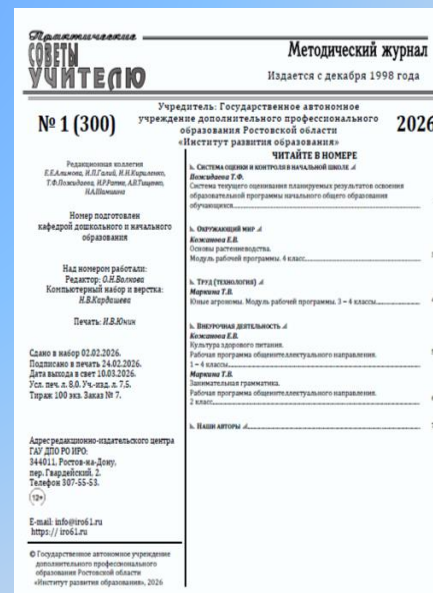 Практические
СОВЕТЫ
УЧИТЕЛЮ
Методический журнал
Издается с декабря 1998 года
№ 1 (300)
Учредитель: Государственное автономное
учреждение дополнительного профессионального
образования Ростовской области
«Институт развития образования»
2026
Редакционная коллегия
Е.Е.Алимова, И.П.Галий, Н.Н.Кириленко,
Т.Ф.Пожидаева,
Номер подготовлен
кафедрой дошкольного и начального
образования
Над номером работали:
Редактор: О.Н.Волкова
Компьютерный набор и верстка:
Н.В.Кардашева
Печать: И.В.Юнин
Сдано в набор 02.02.2026.
Подписано в печать 24.02.2026.
Дата выхода в свет 10.03.2026.
Усл. печ. л. 8.0. Уч.-изд. л. 7.5.
Тираж 100 экз. Заказ № 7.
Адрес редакционно-издательского центра
ГАУ ДПО РО ИРО:
344011, Ростов-на-Дону,
пер. Гвардейский, 2.
Телефон 307-55-53.
12+
E-mail: info@iro61.ru
https:// iro61.ru
© Государственное автономное учреждение
дополнительного профессионального
образования Ростовской области
«Институт развития образования», 2026
ЧИТАЙТЕ В НОМЕРЕ
СИСТЕМА ОЦЕНКИ И КОНТРОЛЯ В НАЧАЛЬНОЙ ШКОЛЕ
Пожидаева Т.Ф.
Система текущего оценивания планируемых результатов освоения
образовательной программы начального общего образования
обучающихся
ОКРУЖАЮЩИЙ МИР
Кожанова Е.В.
Основы растениеводства.
Модуль рабочей программы. 4 класс
ТРУД (ТЕХНОЛОГИЯ)
Маркина Т.В.
Юные агрономы. Модуль рабочей программы. 3 – 4 классы
ВНЕУРОЧНАЯ ДЕЯТЕЛЬНОСТЬ
Кожанова Е.В.
Культура здорового питания.
Рабочая программа общеинтеллектуального направления.
1 – 4 классы
Маркина Т.В.
Занимательная грамматика.
Рабочая программа общеинтеллектуального направления.
2 класс
НАШИ АВТОРЫ